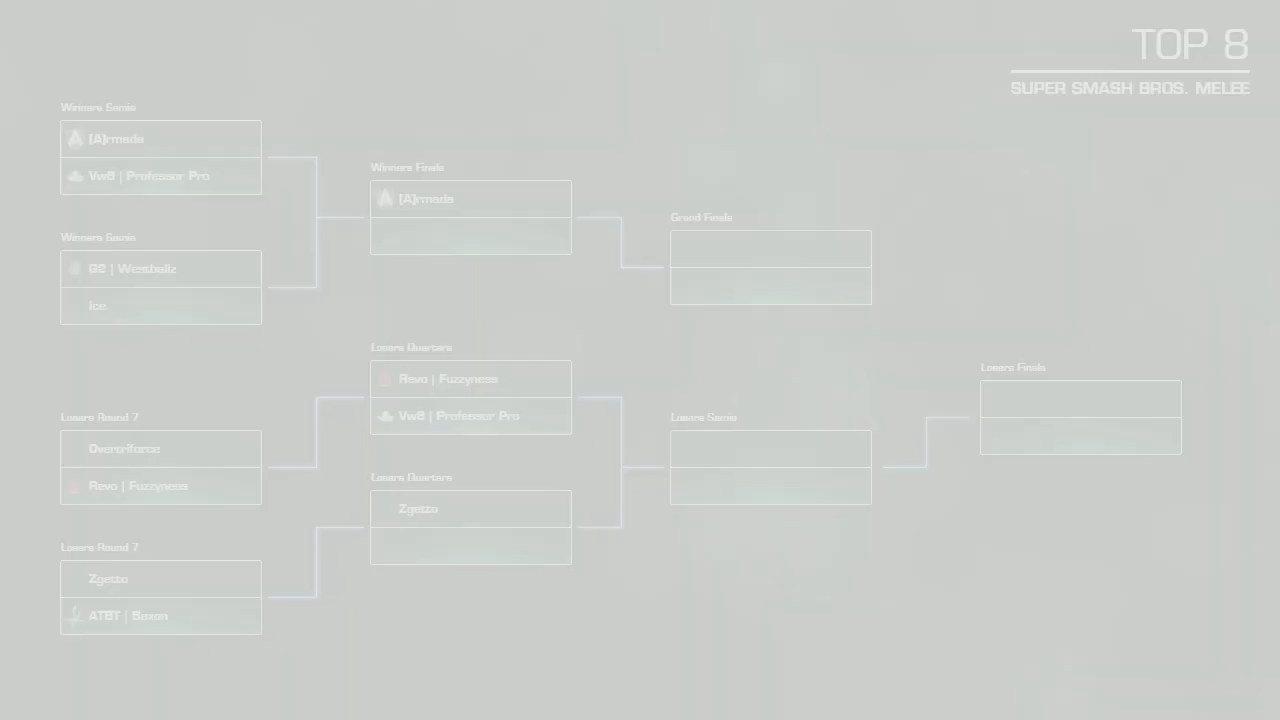 TOP 8
SUPER SMASH BROS. MELEE
Winners Semis
[A]rmada
VwS | Professor Pro
Winners Semis
G2 | Westballz
Ice
Winners Finals
[A]rmada
Grand Finals
Losers Quarters
Revo | Fuzzyness
VwS | Professor Pro
Losers Finals
Losers Round 7
Overtriforce
Revo | Fuzzyness
Losers Semis
Losers Quarters
Zgetto
Losers Round 7
Zgetto
AT&T | Baxon